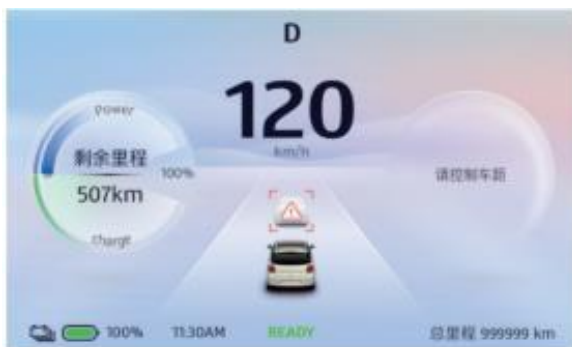 D
120
km/h
power
剩余里程
100%
507km
Charge
请控制车距
100%
11:30AM
READY
总里程 999999 km